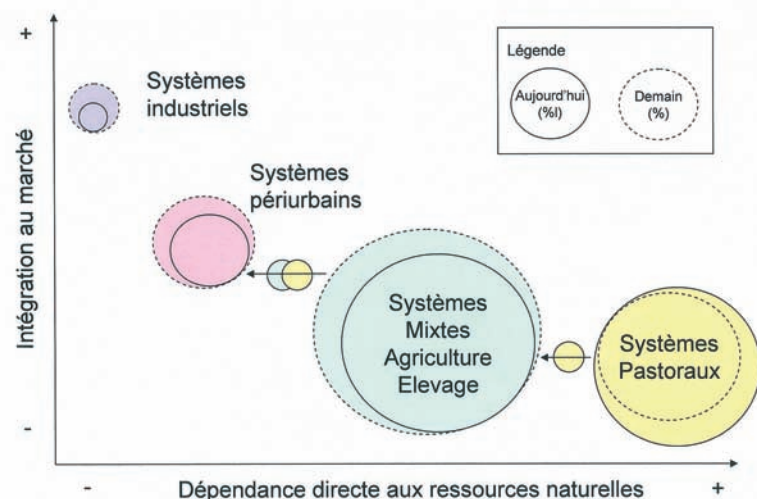 +
Intégration au marché
-
Systèmes
industriels
Légende
Aujourd'hui
(%l)
Demain
(%)
Systèmes
périurbains
Systèmes
Mixtes
Agriculture
Elevage
Systèmes
Pastoraux
-
Dépendance directe aux ressources naturelles
+